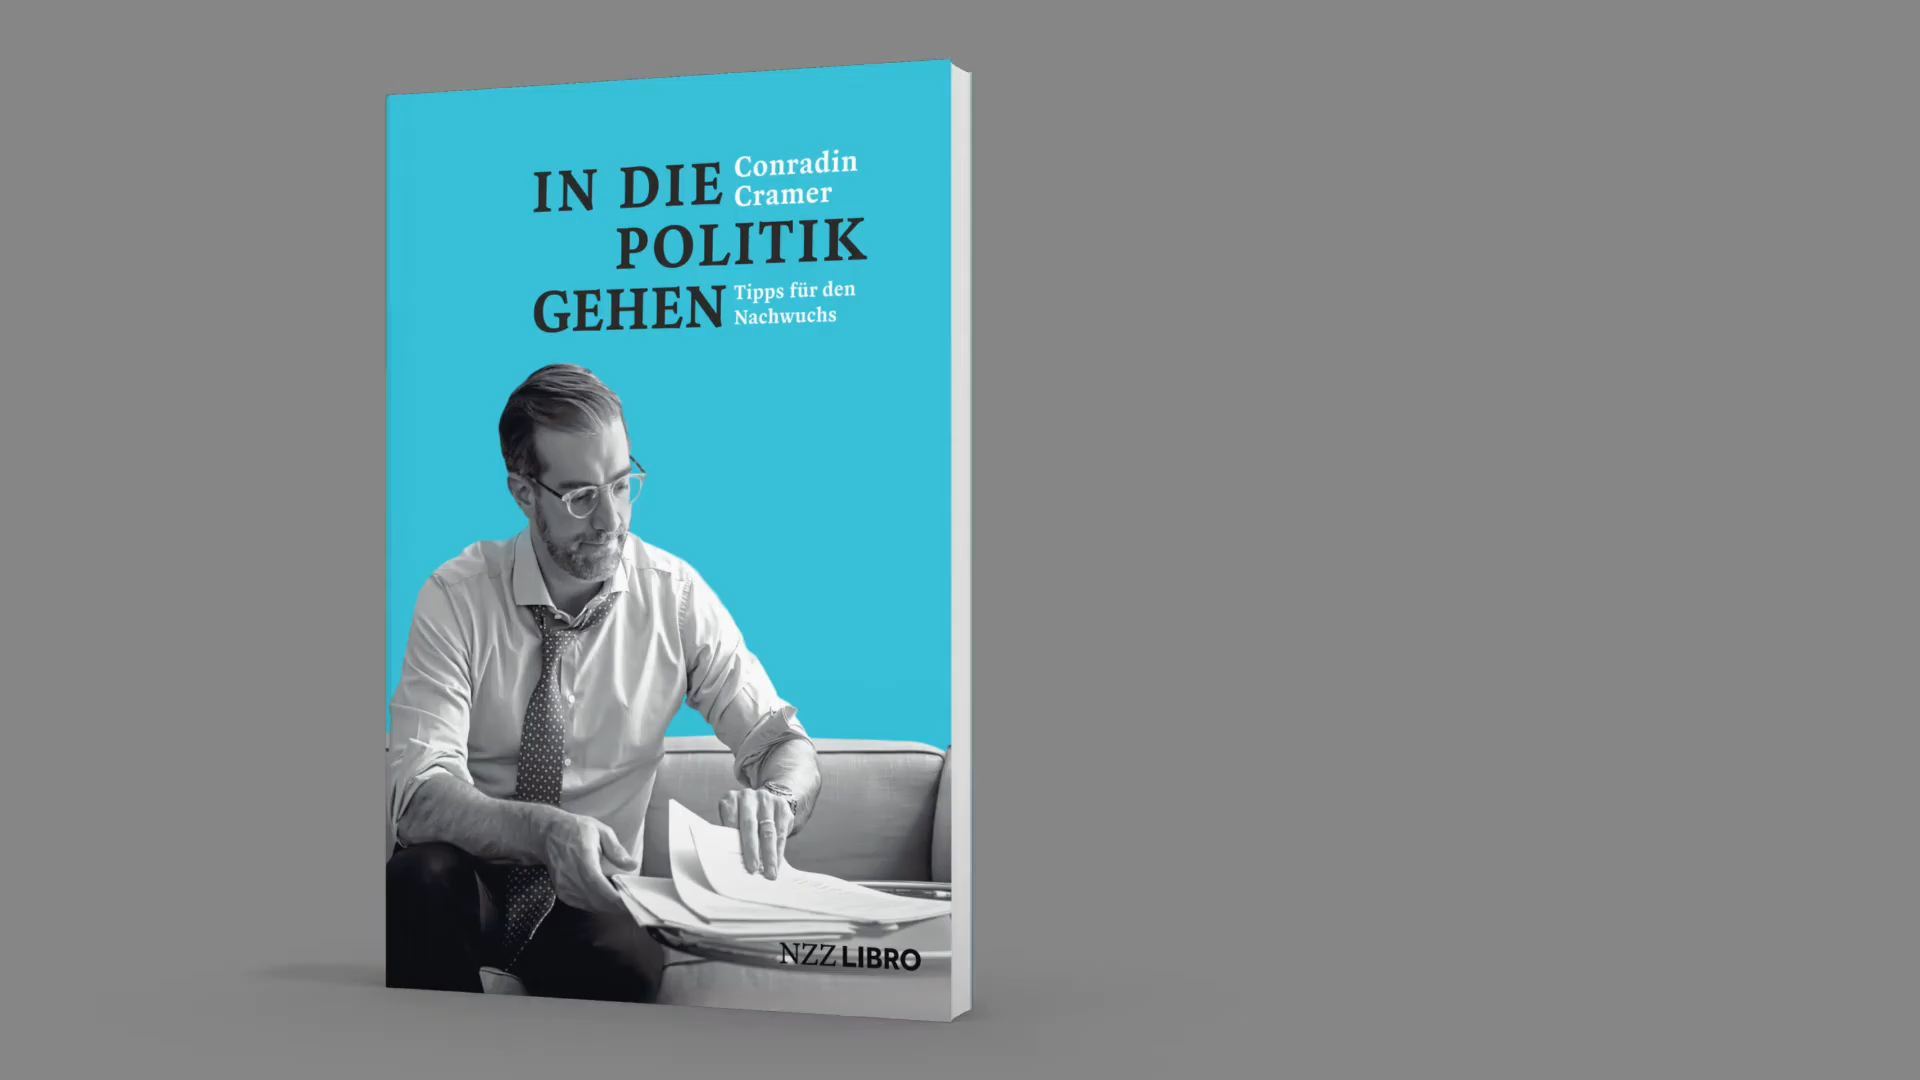 IN DIE
Conradin
Cramer
POLITIK
GEHEN
Tipps für den
Nachwuchs
NZZ LIBRO